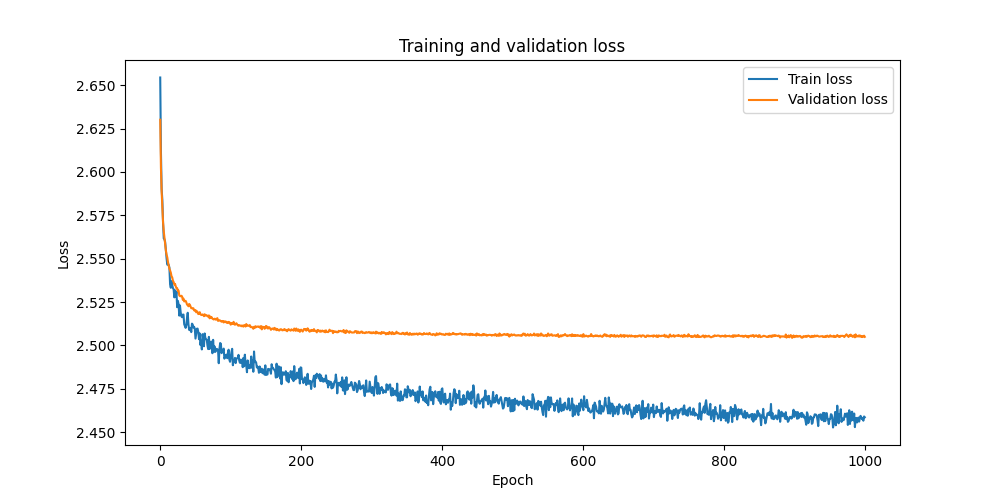 Training and validation loss
Train loss
Validation loss
2.650
2.625
2.600
2.575
2.550
2.525
2.500
2.475
2.450
Loss
0 200 400 600 800 1000
Epoch